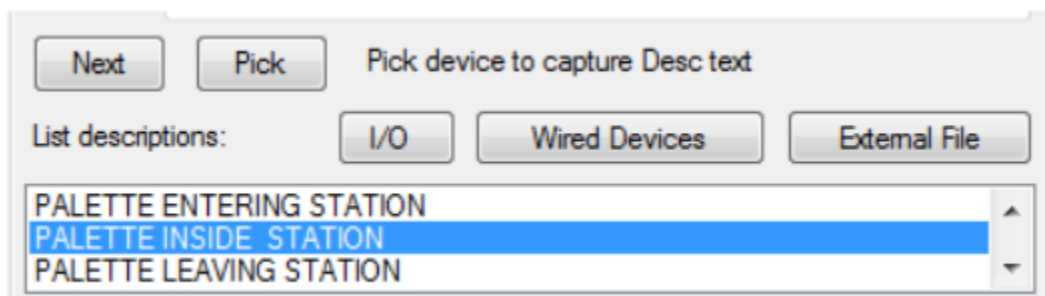 Next Pick Pick device to capture Desc text
List descriptions: I/O Wired Devices External File
PALETTE ENTERING STATION
PALETTE INSIDE  STATION
PALETTE LEAVING STATION